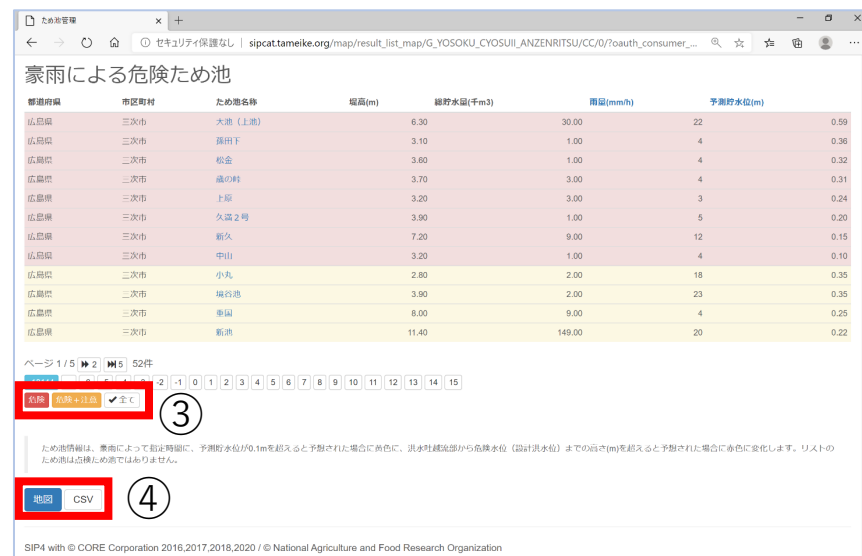 ため池管理
セキュリティ保護なし | sipcat.tameike.org/map/result_list_map/G_YOSOKU_CYOSUII_ANZENRITSU/CC/0/?oauth_consumer_...
豪雨による危険ため池
都道府県 市区町村 ため池名称 堤高(m) 総貯水量(千m3) 雨量(mm/h) 予測貯水位(m)
広島県 三次市 大池（上池） 6.30 30.00 22 0.59
広島県 三次市 孫田下 3.10 1.00 4 0.36
広島県 三次市 松金 3.60 1.00 4 0.32
広島県 三次市 歳の峠 3.70 3.00 4 0.31
広島県 三次市 上原 3.20 3.00 3 0.24
広島県 三次市 3.90 1.00 5 0.20
広島県 三次市 新久 7.20 9.00 12 0.15
広島県 三次市 中山 3.20 1.00 4 0.10
広島県 三次市 小丸 2.80 2.00 18 0.35
広島県 三次市 3.90 2.00 23 0.35
広島県 三次市 重国 8.00 9.00 4 0.25
広島県 三次市 新池 11.40 149.00 20 0.22
ページ 1 / 5 2 5 52件
-2 -1 0 1 2 3 4 5 6 7 8 9 10 11 12 13 14 15
危険 危険+注意 ✔全て
③
ため池情報は、豪雨によって指定時間に、予測貯水位が0.1mを超えると予想された場合に黄色に、洪水吐越流部から危険水位（設計洪水位）までの高さ(m)を超えると予想された場合に赤色に変化します。リストの
ため池は点検ため池ではありません。
地図 CSV
④
SIP4 with © CORE Corporation 2016,2017,2018,2020 / © National Agriculture and Food Research Organization